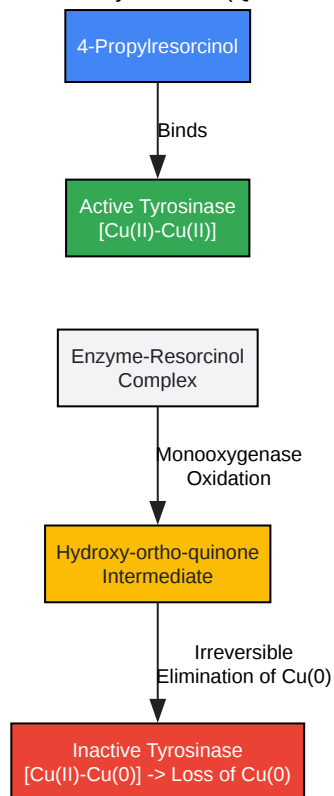 4-Propylresorcinol
Binds
Active Tyrosinase
[Cu(II)-Cu(II)]
Enzyme-Resorcinol
Complex
Monooxygenase
Oxidation
Hydroxy-ortho-quinone
Intermediate
Irreversible
Elimination of Cu(0)
Inactive Tyrosinase
[Cu(II)-Cu(0)] -> Loss of Cu(0)